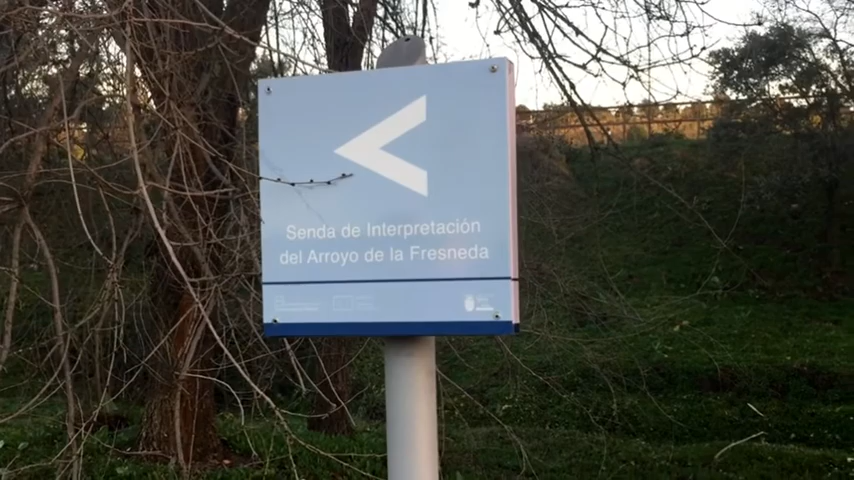 Senda de Interpretación
del Arroyo de la Fresneda